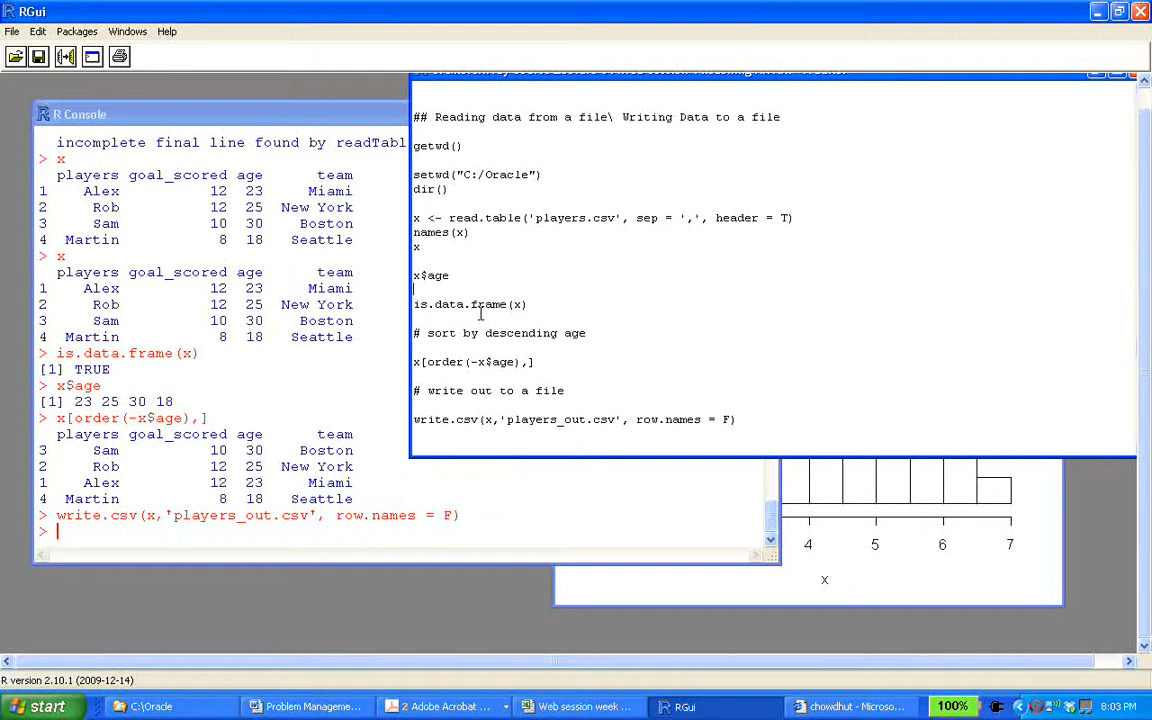 RGui
File Edit Packages Windows Help
R Console
incomplete final line found by readTabl
> x
players goal_scored age team
1 Alex 12 23 Miami
2 Rob 12 25 New York
3 Sam 10 30 Boston
4 Martin 8 18 Seattle
> x
players goal_scored age team
1 Alex 12 23 Miami
2 Rob 12 25 New York
3 Sam 10 30 Boston
4 Martin 8 18 Seattle
> is.data.frame(x)
[1] TRUE
> x$age
[1] 23 25 30 18
> x[order(-x$age),]
players goal_scored age team
3 Sam 10 30 Boston
2 Rob 12 25 New York
1 Alex 12 23 Miami
4 Martin 8 18 Seattle
> write.csv(x,'players_out.csv', row.names = F)
>
## Reading data from a file\ Writing Data to a file
getwd()
setwd("C:/Oracle")
dir()
x <- read.table('players.csv', sep = ',', header = T)
names(x)
x
x$age
is.data.frame(x)
# sort by descending age
x[order(-x$age),]
# write out to a file
write.csv(x,'players_out.csv', row.names = F)
4 5 6 7
x
R version 2.10.1 (2009-12-14)
start
C:\Oracle
Problem Manageme...
2 Adobe Acrobat ...
Web session week ...
RGui
chowdhut - Microso...
100%
8:03 PM